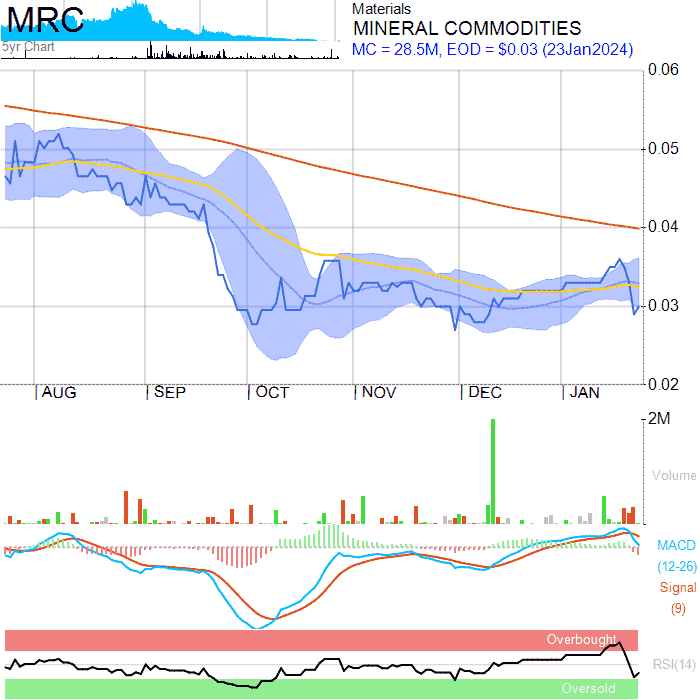 MRC
5yr Chart
Materials
MINERAL COMMODITIES
MC = 28.5M, EOD = $0.03 (23Jan2024)
0.06
0.05
0.04
0.03
0.02
AUG SEP OCT NOV DEC JAN
2M
Volume
MACD
(12-26)
Signal
(9)
Overbought
RSI(14)
Oversold